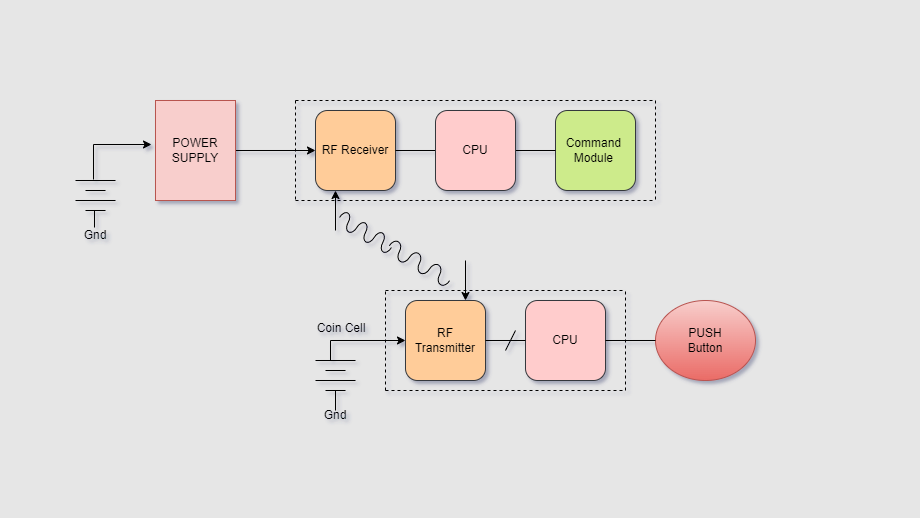 POWER
SUPPLY
RF Receiver
CPU
Command
Module
Gnd
Coin Cell
RF
Transmitter
CPU
PUSH
Button
Gnd